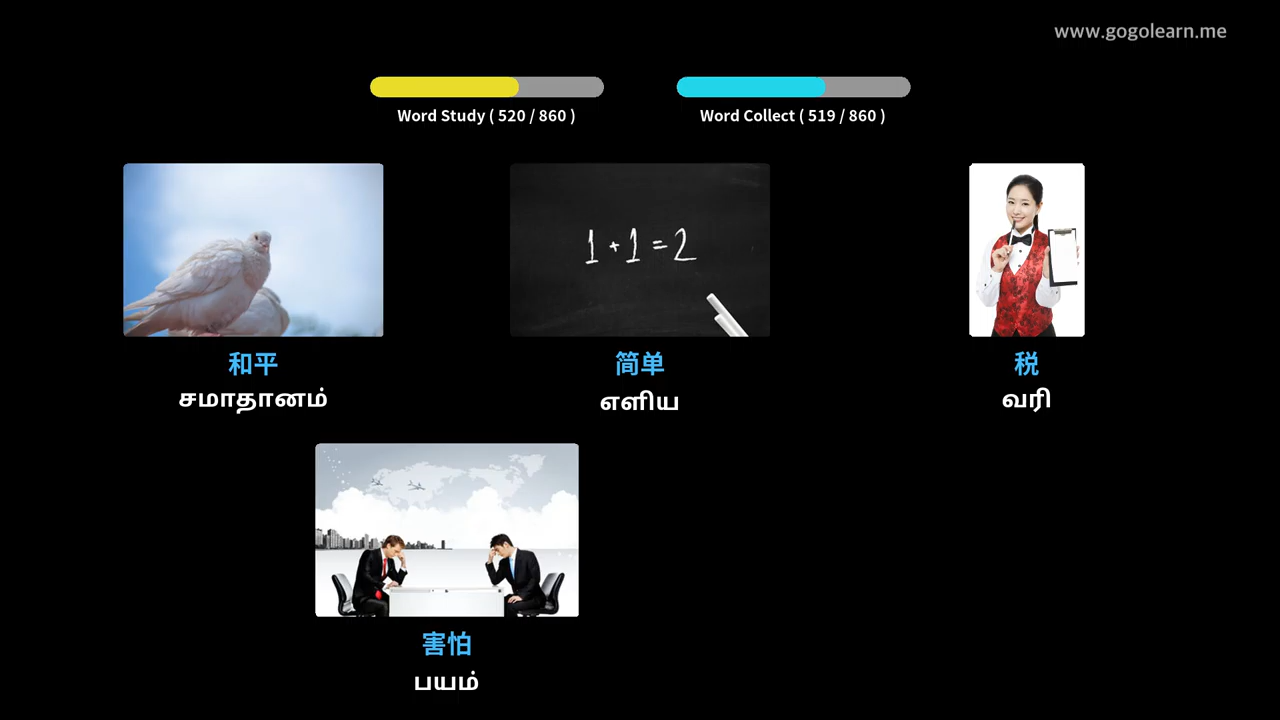 www.gogolearn.me
Word Study ( 520 / 860 )
Word Collect ( 519 / 860 )
1 + 1 = 2
和平
சமாதானம்
简单
எளிய
税
வரி
害怕
பயம்